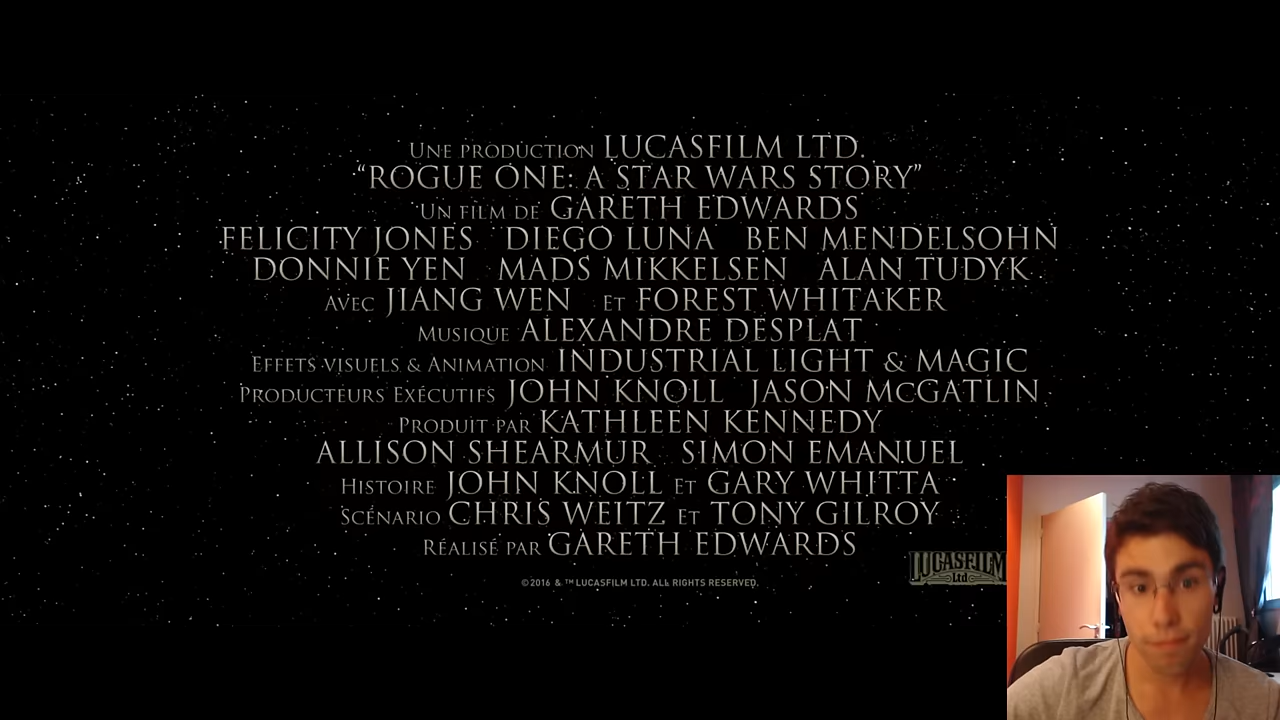 Une production LUCASFILM LTD.
“ROGUE ONE: A STAR WARS STORY”
Un film de GARETH EDWARDS
FELICITY JONES DIEGO LUNA BEN MENDELSOHN
DONNIE YEN MADS MIKKELSEN ALAN TUDYK
Avec JIANG WEN Et FOREST WHITAKER
Musique ALEXANDRE DESPLAT
Effets visuels & Animation INDUSTRIAL LIGHT & MAGIC
Producteurs Exécutifs JOHN KNOLL JASON McGATLIN
Produit par KATHLEEN KENNEDY
ALLISON SHEARMUR SIMON EMANUEL
Histoire JOHN KNOLL Et GARY WHITTA
Scénario CHRIS WEITZ Et TONY GILROY
Réalisé par GARETH EDWARDS
LUCASFILM
Ltd
©2016 & ™ LUCASFILM LTD. ALL RIGHTS RESERVED.